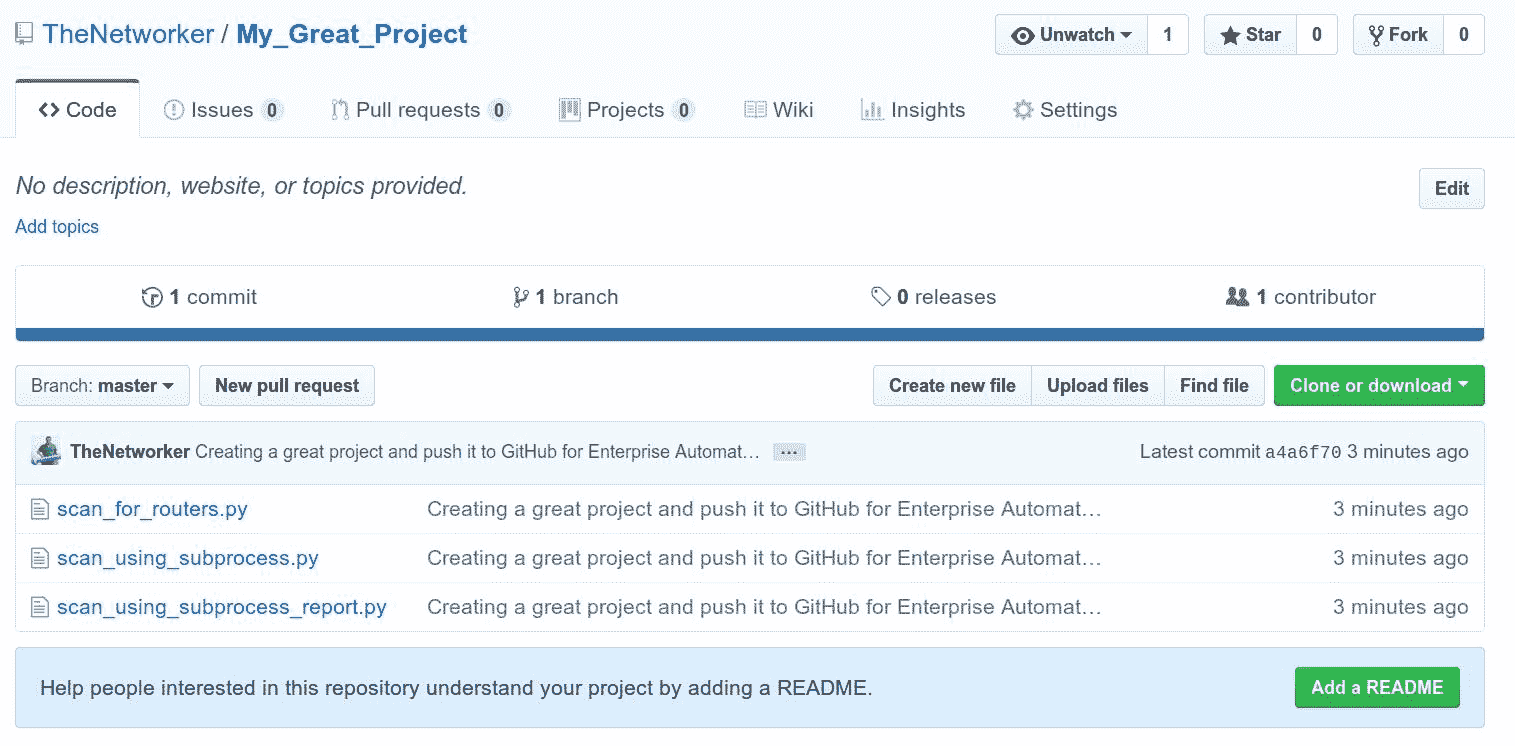 TheNetworker / My_Great_Project
Unwatch 1 Star 0 Fork 0
Code Issues 0 Pull requests 0 Projects 0 Wiki Insights Settings
No description, website, or topics provided.
Edit
Add topics
1 commit 1 branch 0 releases 1 contributor
Branch: master New pull request Create new file Upload files Find file Clone or download
TheNetworker Creating a great project and push it to GitHub for Enterprise Automat… ... Latest commit a4a6f70 3 minutes ago
scan_for_routers.py Creating a great project and push it to GitHub for Enterprise Automat… 3 minutes ago
scan_using_subprocess.py Creating a great project and push it to GitHub for Enterprise Automat… 3 minutes ago
scan_using_subprocess_report.py Creating a great project and push it to GitHub for Enterprise Automat… 3 minutes ago
Help people interested in this repository understand your project by adding a README. Add a README